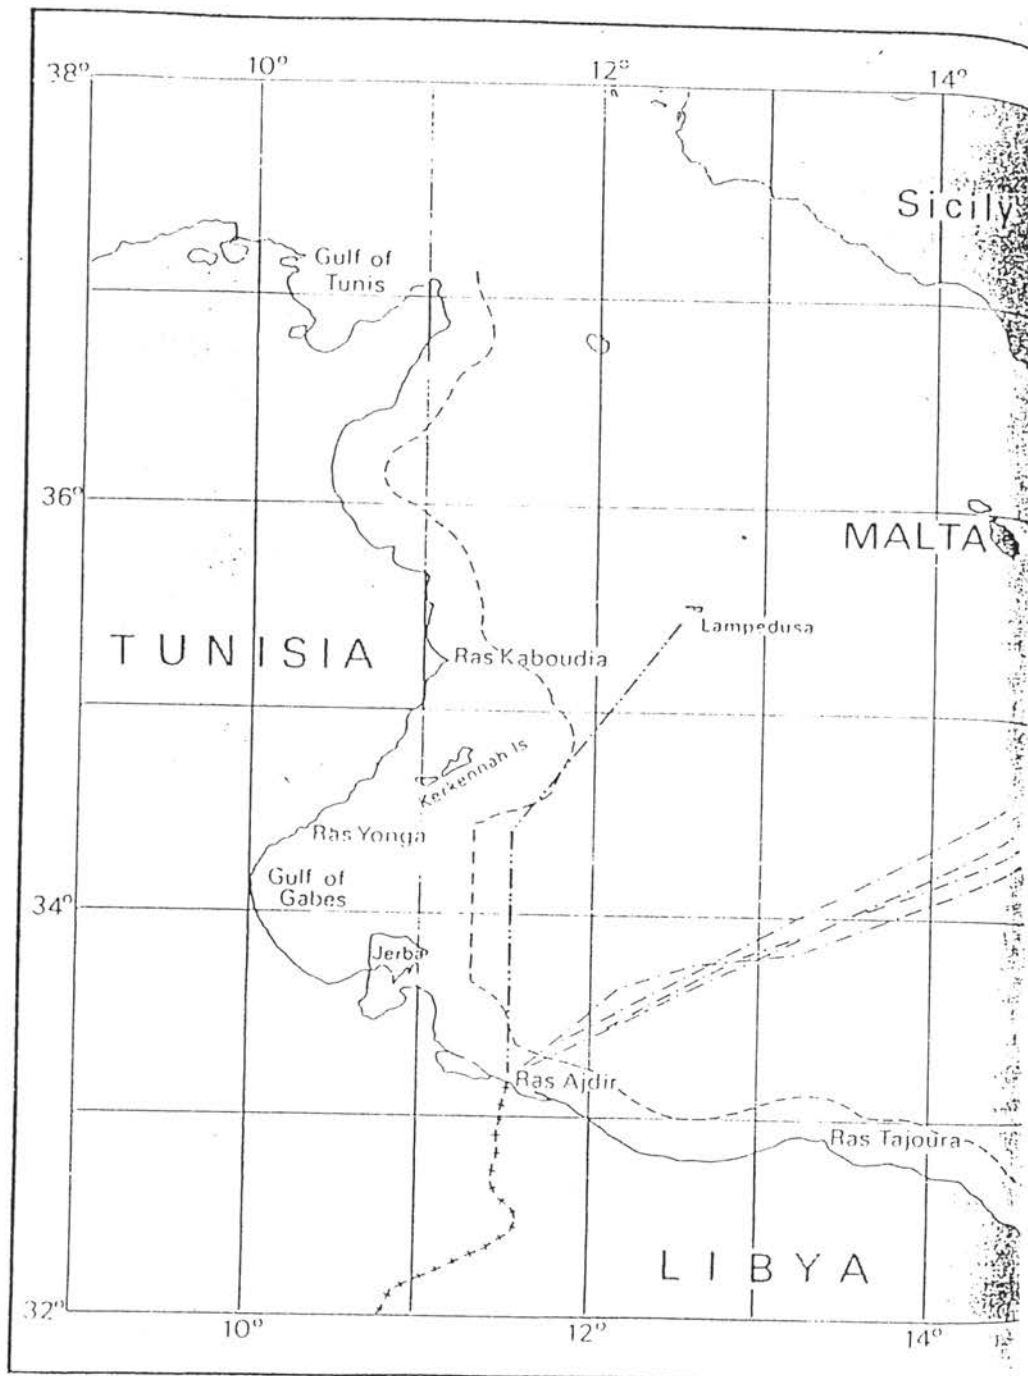 10°
12°
14°
38°
Sicily
Gulf of
Tunis
36°
MALTA
Lampedusa
TUNISIA
Ras Kaboudia
Kerkennah Is
Ras Yonga
Gulf of
Gabes
34°
Jerba
Ras Ajdir
Ras Tajoura
LIBYA
32°
10°
12°
14°